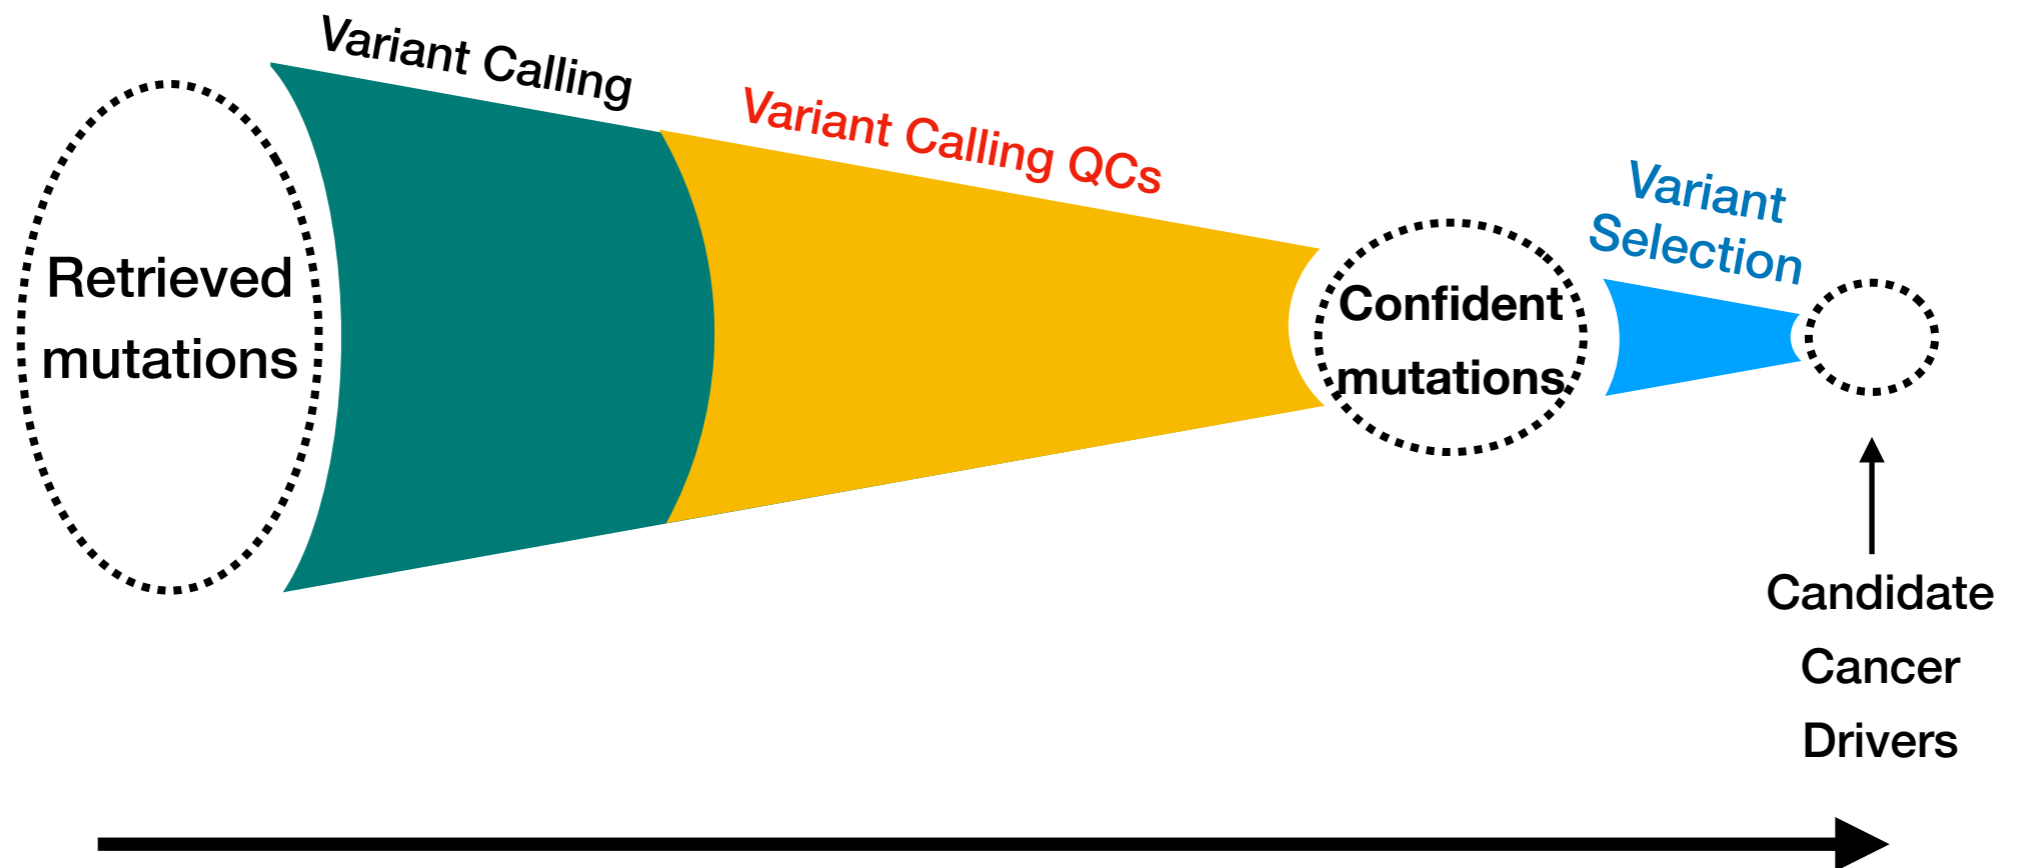 Variant Calling
Variant Calling QCs
Variant
Selection
Retrieved
mutations
Confident
mutations
Candidate
Cancer
Drivers